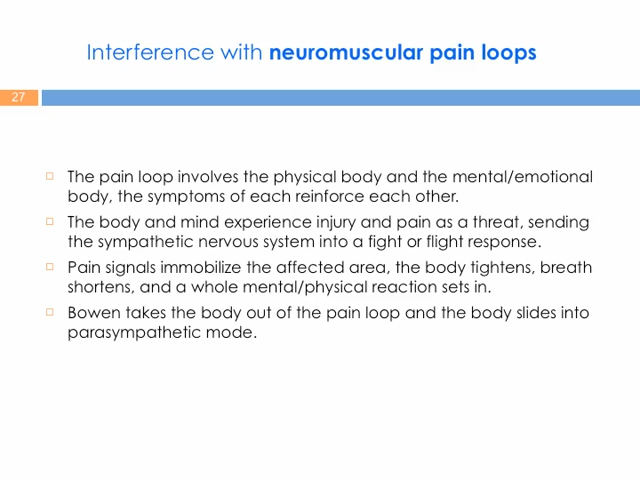 Interference with neuromuscular pain loops
27
The pain loop involves the physical body and the mental/emotional
body, the symptoms of each reinforce each other.
The body and mind experience injury and pain as a threat, sending
the sympathetic nervous system into a fight or flight response.
Pain signals immobilize the affected area, the body tightens, breath
shortens, and a whole mental/physical reaction sets in.
Bowen takes the body out of the pain loop and the body slides into
parasympathetic mode.